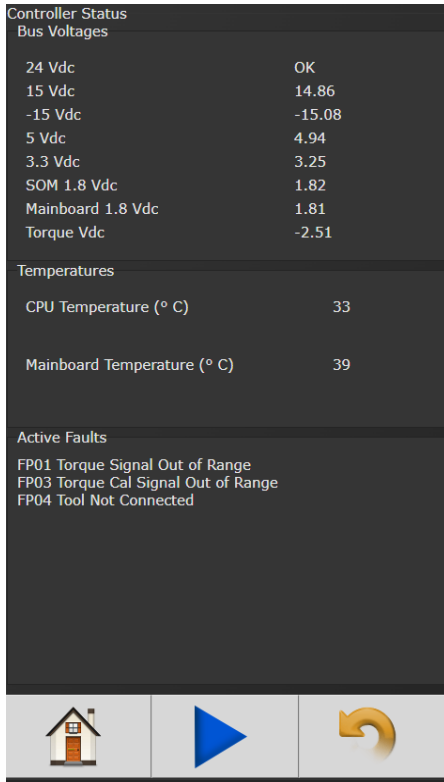 Controller Status
Bus Voltages
24 Vdc OK
15 Vdc 14.86
-15 Vdc -15.08
5 Vdc 4.94
3.3 Vdc 3.25
SOM 1.8 Vdc 1.82
Mainboard 1.8 Vdc 1.81
Torque Vdc -2.51
Temperatures
CPU Temperature (° C) 33
Mainboard Temperature (° C) 39
Active Faults
FP01 Torque Signal Out of Range
FP03 Torque Cal Signal Out of Range
FP04 Tool Not Connected